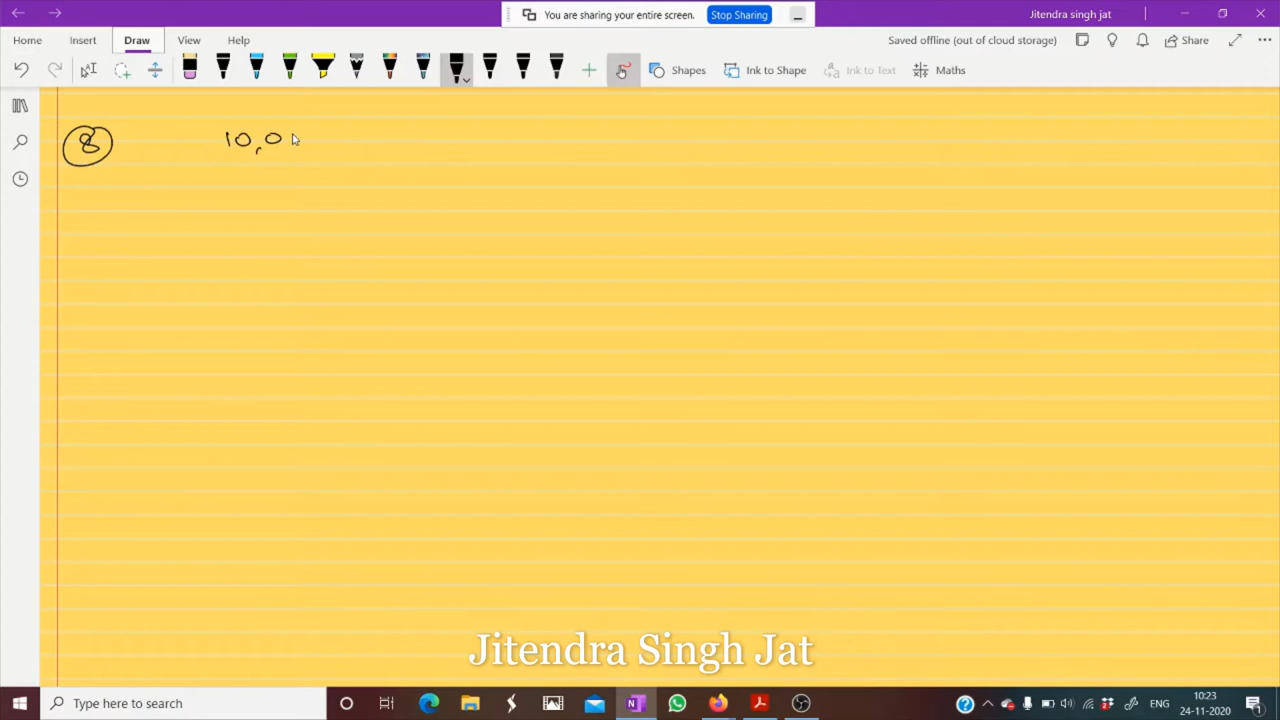 You are sharing your entire screen. Stop Sharing
Jitendra singh jat
Home Insert Draw View Help
Saved offline (out of cloud storage) Share
Shapes Ink to Shape Ink to Text Maths
8 10,0
Jitendra Singh Jat
Type here to search
ENG 10:23
24-11-2020